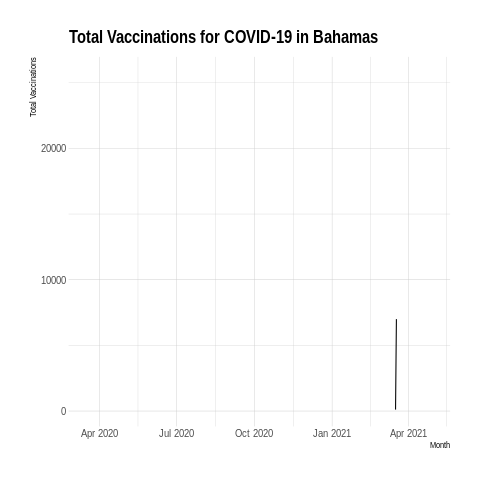 Total Vaccinations for COVID-19 in Bahamas
Total Vaccinations
20000
10000
0
Apr 2020
Jul 2020
Oct 2020
Jan 2021
Apr 2021
Month